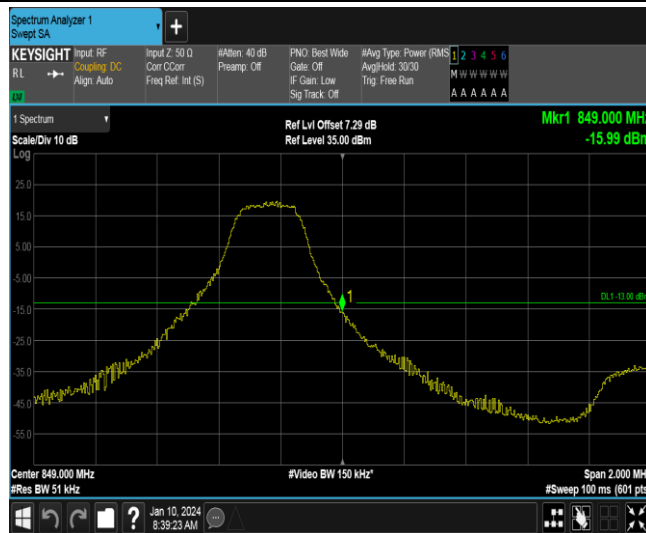 Spectrum Analyzer 1
Swept SA
+
KEYSIGHT
RL
Input: RF
Coupling: DC
Align: Auto
Input Z: 50 Ω
Corr CCorr
Freq Ref: Int (S)
#Atten: 40 dB
Preamp: Off
PNO: Best Wide
Gate: Off
IF Gain: Low
Sig Track: Off
#Avg Type: Power (RMS
Avg|Hold: 30/30
Trig: Free Run
1 2 3 4 5 6
M W W W W W
A A A A A A
1 Spectrum
Scale/Div 10 dB
Log
Ref Lvl Offset 7.29 dB
Ref Level 35.00 dBm
Mkr1 849.000 MHz
-15.99 dBm
25.0
15.0
5.00
-5.00
-15.0
-25.0
-35.0
-45.0
-55.0
1
DL1 -13.00 dBm
Center 849.000 MHz
#Res BW 51 kHz
#Video BW 150 kHz*
Span 2.000 MH
#Sweep 100 ms (601 pts
?
Jan 10, 2024
8:39:23 AM